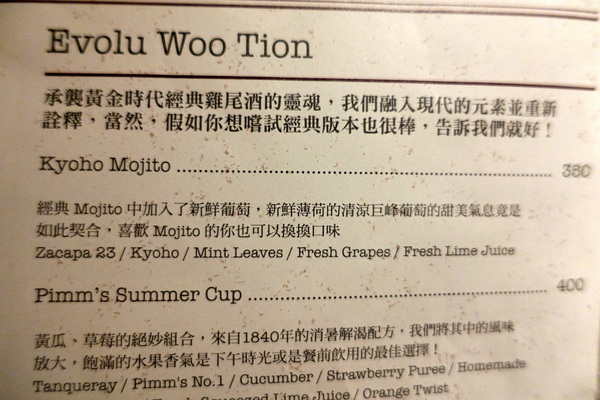 Evolu Woo Tion
承襲黃金時代經典雞尾酒的靈魂，我們融入現代的元素並重新
詮釋，當然，假如你想嚐試經典版本也很棒，告訴我們就好！
Kyoho Mojito ........................................ 380
經典 Mojito 中加入了新鮮葡萄，新鮮薄荷的清涼巨峰葡萄的甜美氣息竟是
如此契合，喜歡 Mojito 的你也可以換換口味
Zacapa 23 / Kyoho / Mint Leaves / Fresh Grapes / Fresh Lime Juice
Pimm's Summer Cup ........................................ 400
黃瓜、草莓的絕妙組合，來自1840年的消暑解渴配方，我們將其中的風味
放大，飽滿的水果香氣是下午時光或是餐前飲用的最佳選擇！
Tanqueray / Pimm's No.1 / Cucumber / Strawberry Puree / Homemade
Squeezed Lime Juice / Orange Twist